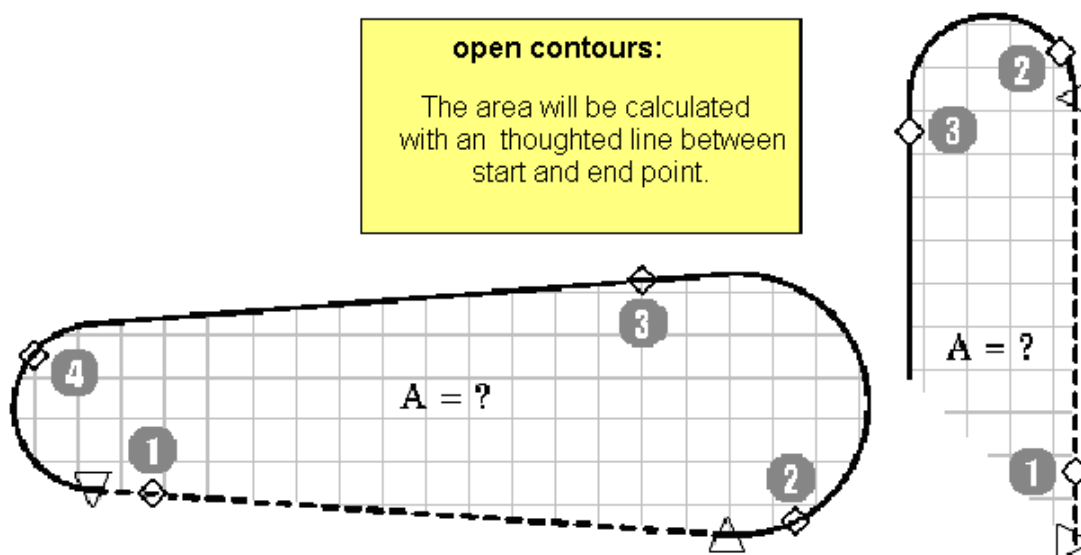 open contours:
The area will be calculated
with an thoughted line between
start and end point.
2
3
A = ?
1
3
4
A = ?
1
2